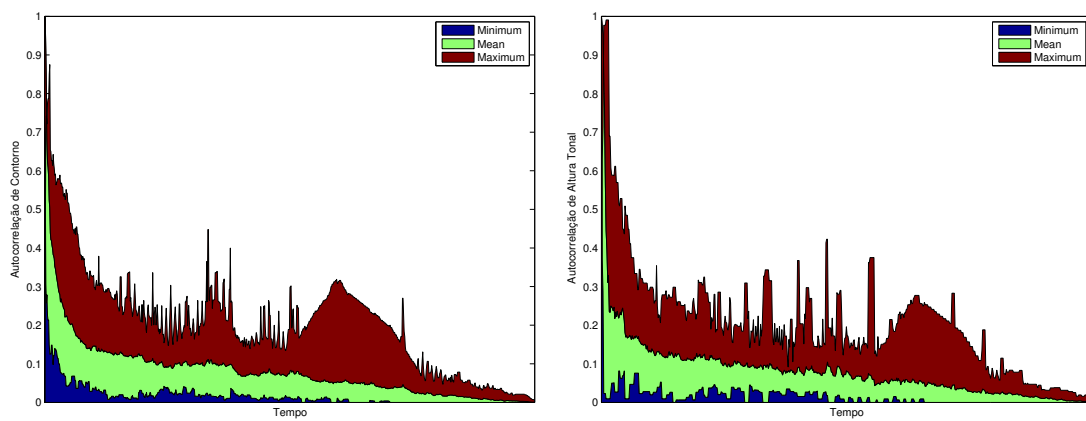 1
0.9
0.8
0.7
0.6
0.5
0.4
0.3
0.2
0.1
0
Autocorrelação de Contorno
Tempo
Minimum
Mean
Maximum
1
0.9
0.8
0.7
0.6
0.5
0.4
0.3
0.2
0.1
0
Autocorrelação de Altura Tonal
Tempo
Minimum
Mean
Maximum